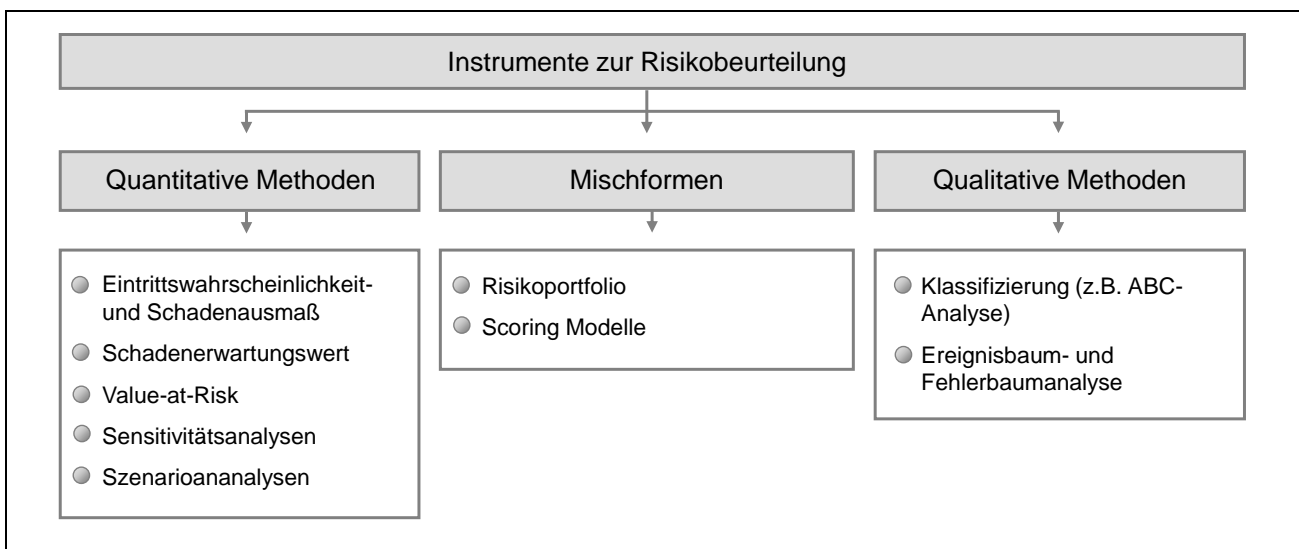 Instrumente zur Risikobeurteilung
Quantitative Methoden
Mischformen
Qualitative Methoden
Eintrittswahrscheinlichkeit-
und Schadenausmaß
Schadenerwartungswert
Value-at-Risk
Sensitivitätsanalysen
Szenarioananalysen
Risikoportfolio
Scoring Modelle
Klassifizierung (z.B. ABC-
Analyse)
Ereignisbaum- und
Fehlerbaumanalyse